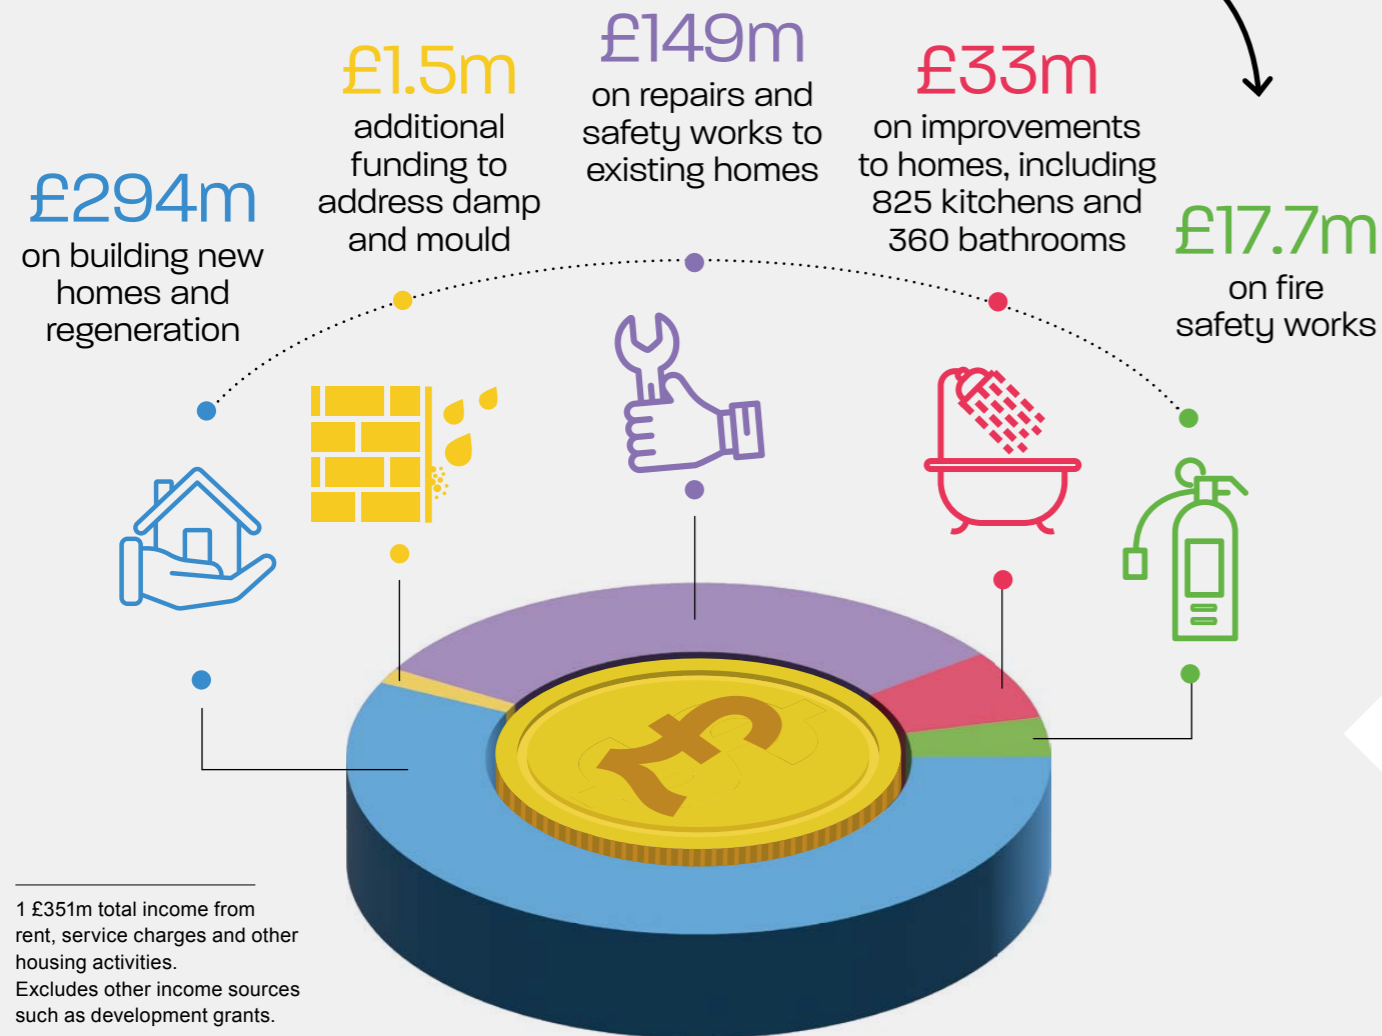 £294m
on building new
homes and
regeneration
£1.5m
additional
funding to
address damp
and mould
£149m
on repairs and
safety works to
existing homes
£33m
on improvements
to homes, including
825 kitchens and
360 bathrooms
£17.7m
on fire
safety works
£
1 £351m total income from
rent, service charges and other
housing activities.
Excludes other income sources
such as development grants.